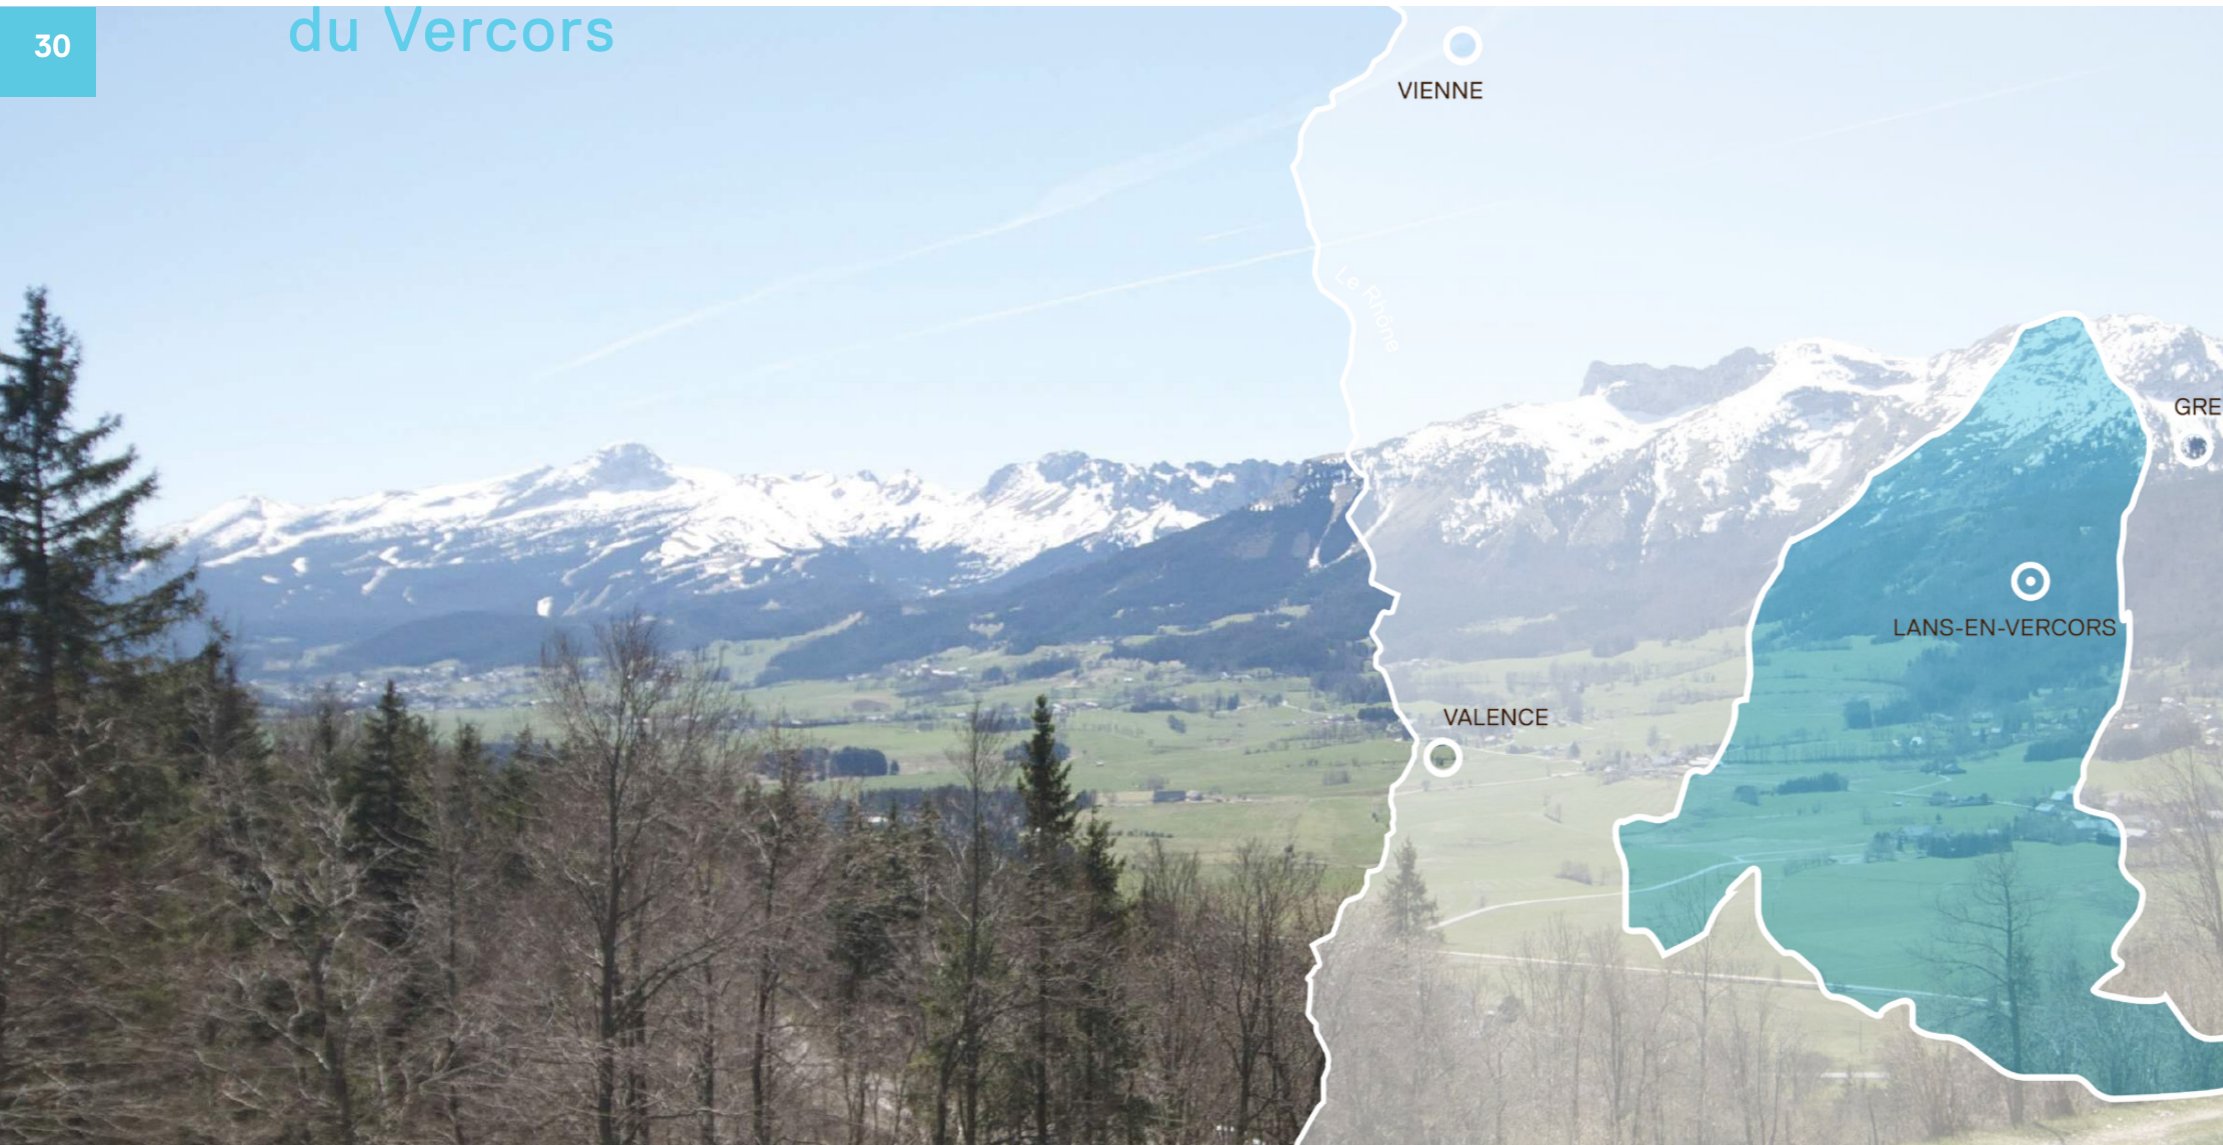 30
du Vercors
VIENNE
Le Rhône
GRE
LANS-EN-VERCORS
VALENCE